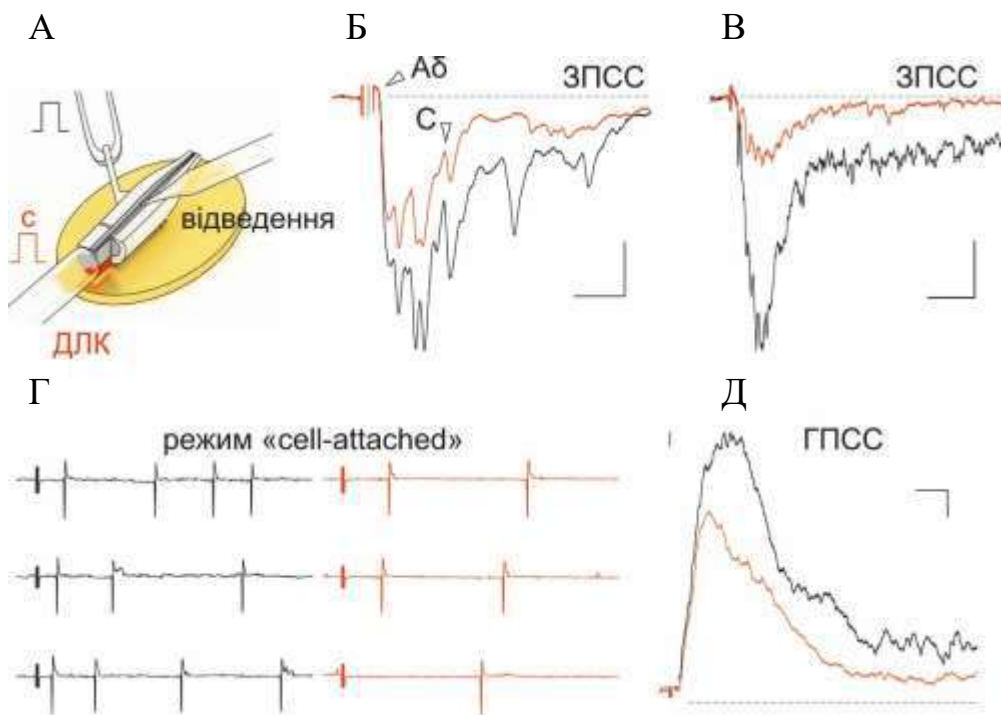 А
Б
В
Aδ
ЗПСС
ЗПСС
С
с
відведення
ДЛК
Г
Д
режим «cell-attached»
ГПСС